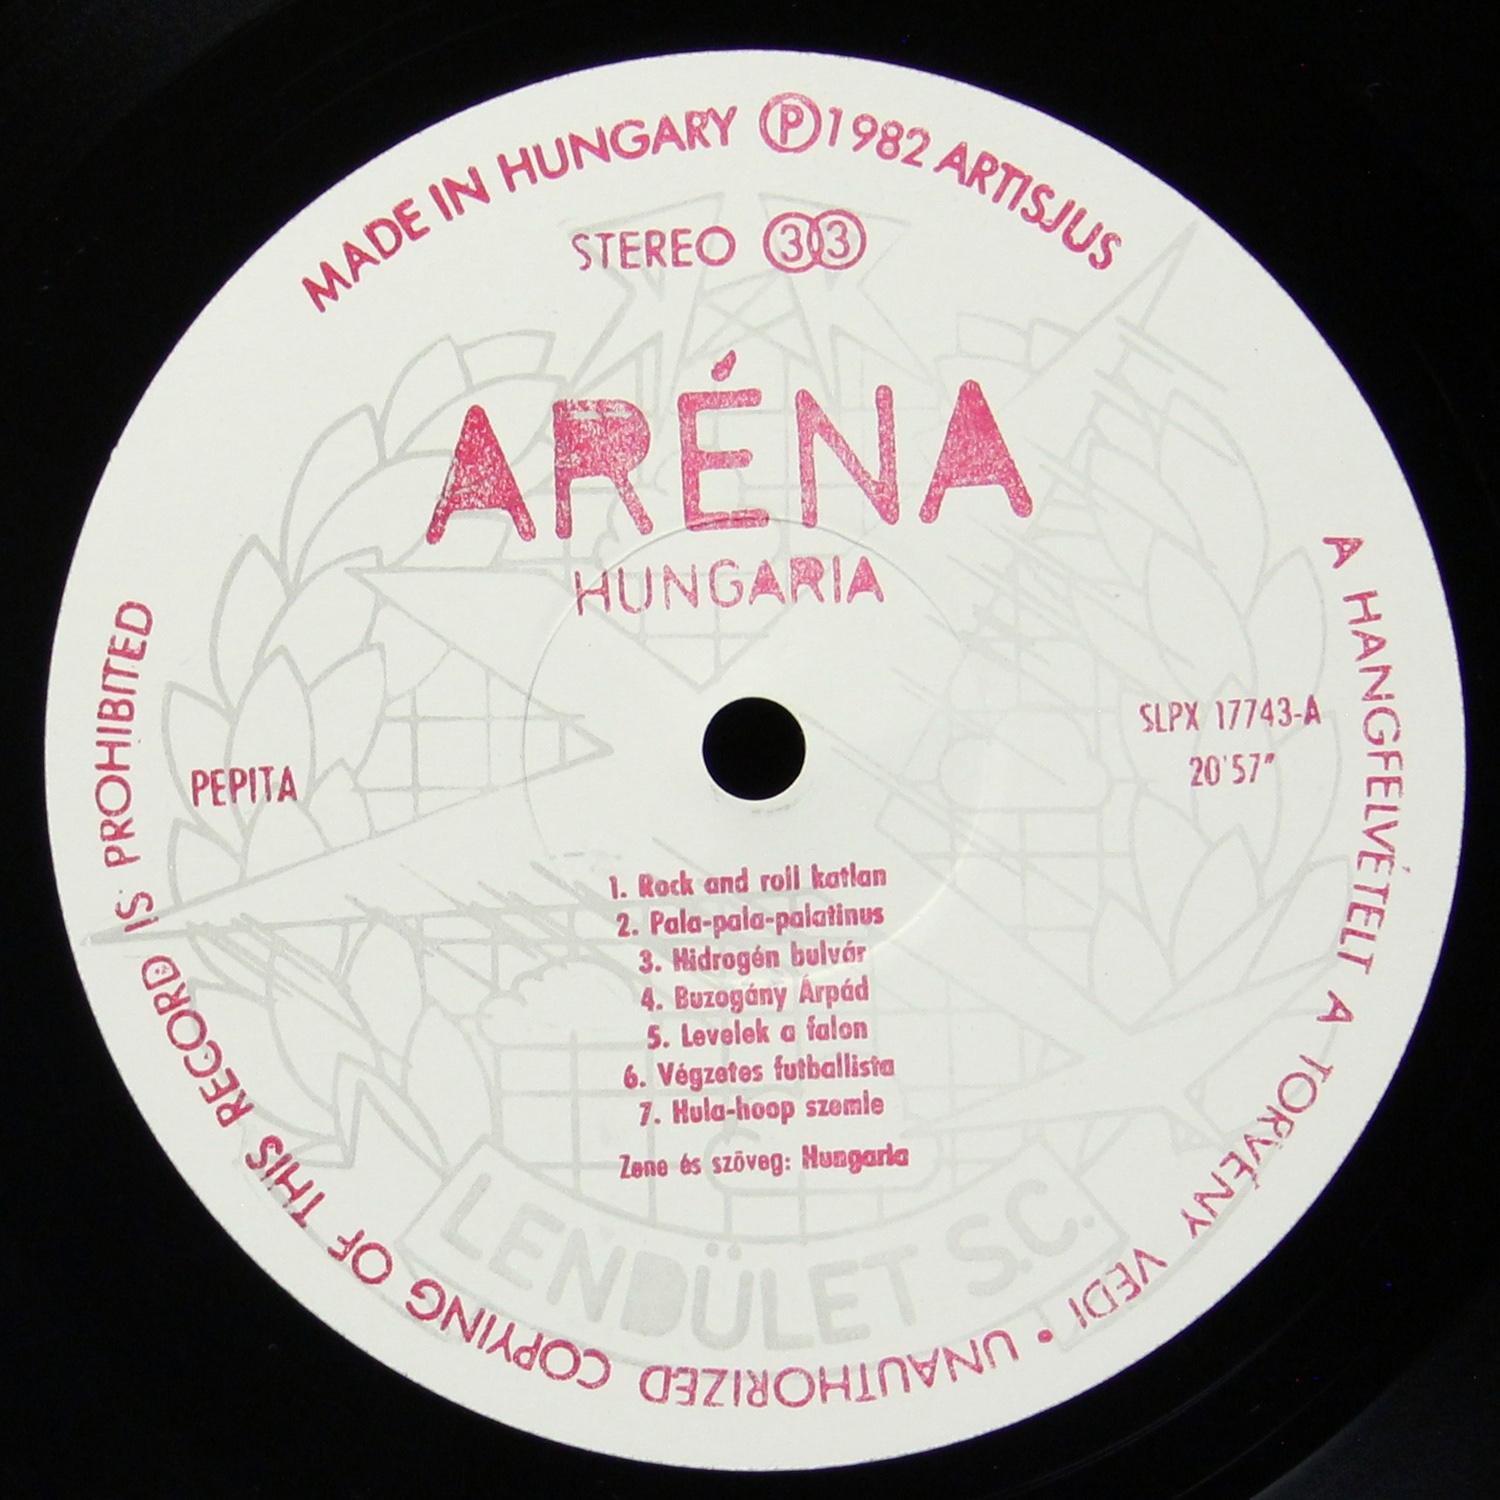 MADE IN HUNGARY Ⓟ1982 ARTISJUS
STEREO 33
ARÉNA
HUNGARIA
PEPITA
SLPX 17743-A
20'57"
1. Rock and roll katlan
2. Pala-pala-palatinus
3. Hidrogén bulvár
4. Buzogány Árpád
5. Levelek a falon
6. Végzetes futballista
7. Hula-hoop szemle
Zene és szöveg: Hungaria
LENDÜLET S.C.
A HANGFELVÉTELT A TÖRVÉNY VÉDI • UNAUTHORIZED COPYING OF THIS RECORD IS PROHIBITED